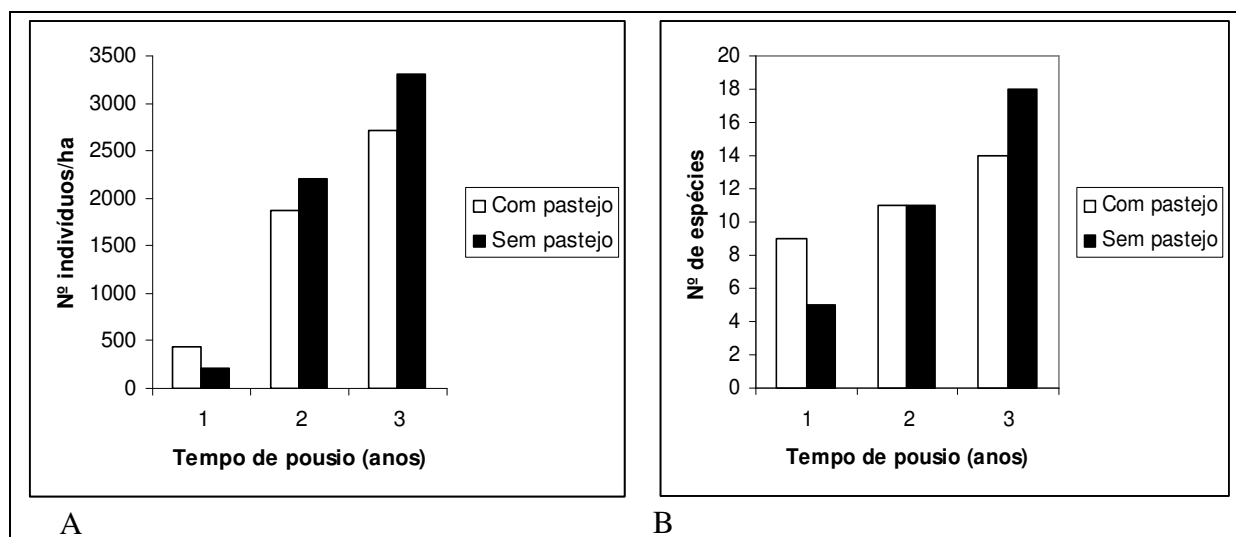 3500
3000
2500
2000
1500
1000
500
0
Nº indivíduos/ha
1 2 3
Tempo de pousio (anos)
Com pastejo
Sem pastejo
A
20
18
16
14
12
10
8
6
4
2
0
Nº de espécies
1 2 3
Tempo de pousio (anos)
Com pastejo
Sem pastejo
B